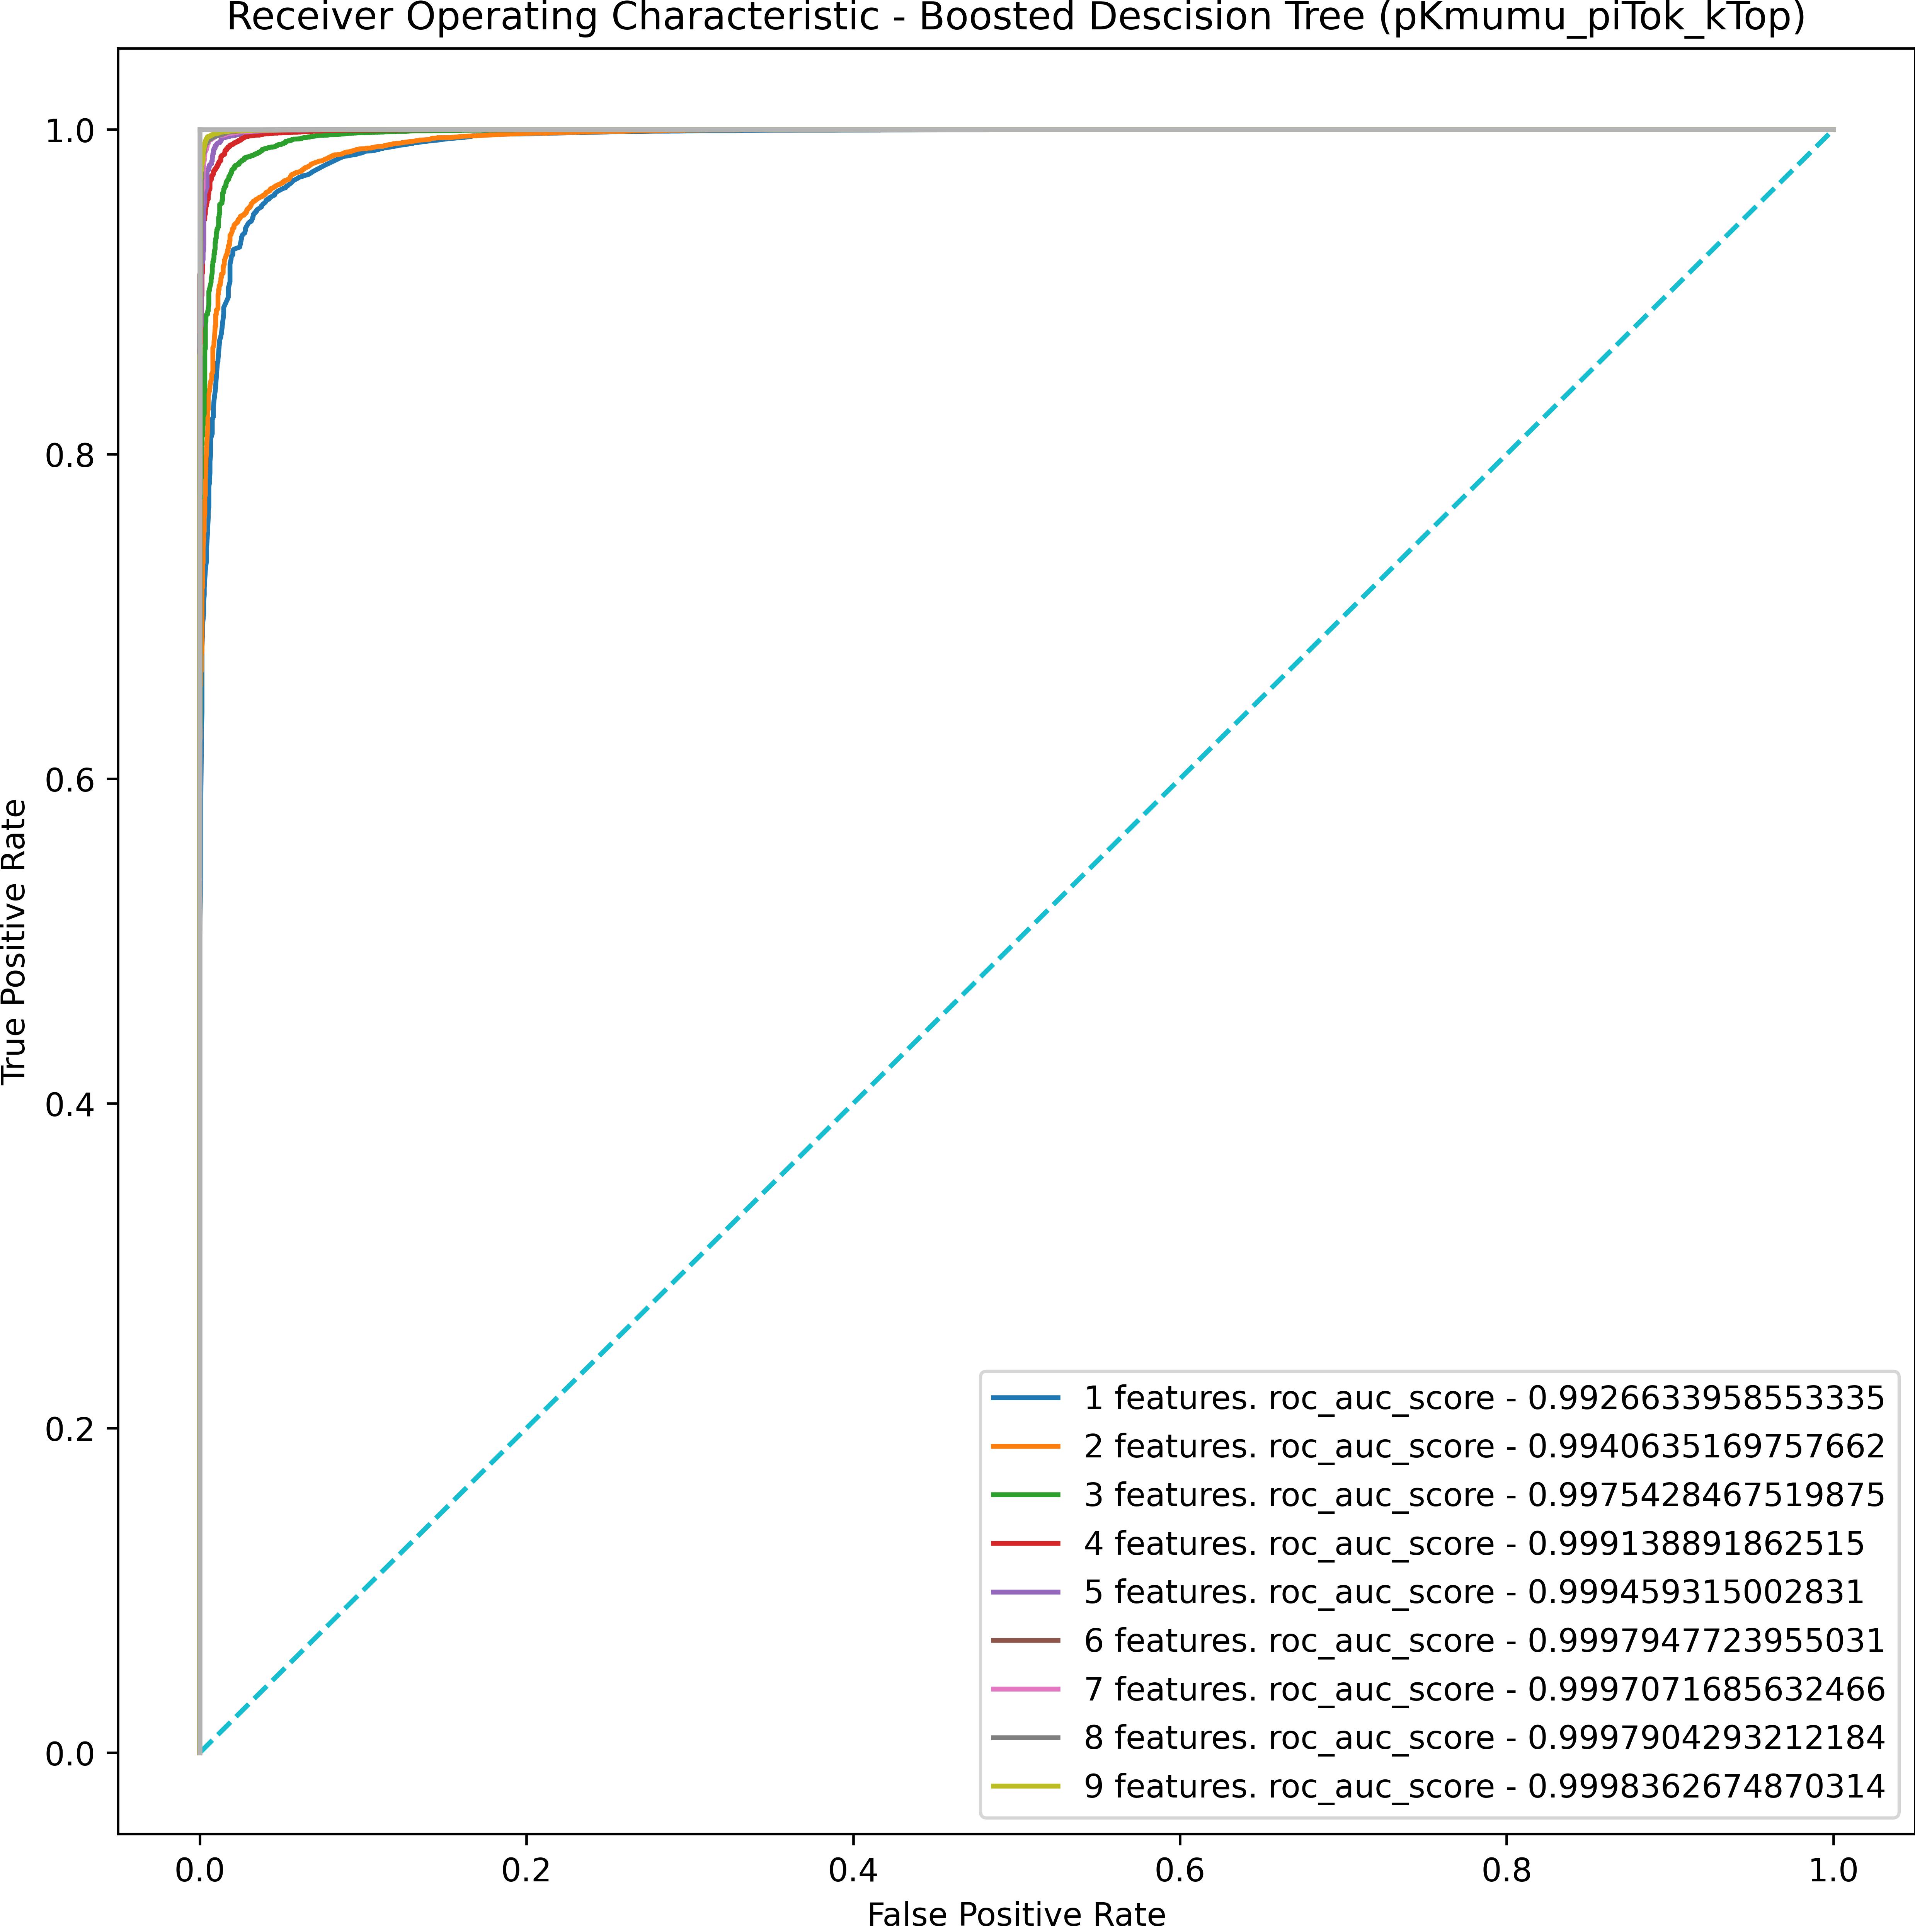 Receiver Operating Characteristic - Boosted Descision Tree (pKmumu_piTok_kTop)
1.0
0.8
0.6
0.4
0.2
0.0
True Positive Rate
1 features. roc_auc_score - 0.9926633958553335
2 features. roc_auc_score - 0.9940635169757662
3 features. roc_auc_score - 0.9975428467519875
4 features. roc_auc_score - 0.999138891862515
5 features. roc_auc_score - 0.999459315002831
6 features. roc_auc_score - 0.9997947723955031
7 features. roc_auc_score - 0.9997071685632466
8 features. roc_auc_score - 0.9997904293212184
9 features. roc_auc_score - 0.9998362674870314
0.0 0.2 0.4 0.6 0.8 1.0
False Positive Rate